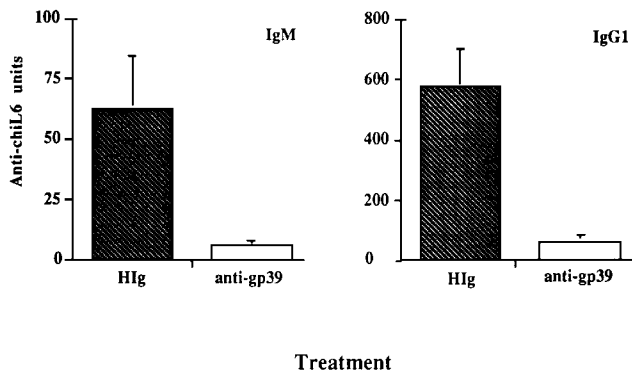 IgM
Anti-chiL6 units
100
75
50
25
0
HIg
anti-gp39
IgG1
800
600
400
200
0
HIg
anti-gp39
Treatment